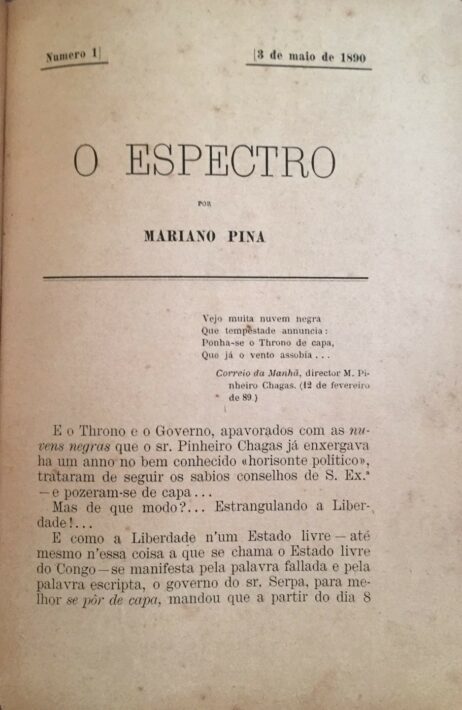 Numero 1]
[3 de maio de 1890
O ESPECTRO
POR
MARIANO PINA
Vejo muita nuvem negra
Que tempestade annuncia:
Ponha-se o Throno de capa,
Que já o vento assobia...
Correio da Manhã, director M. Pi-
nheiro Chagas. (12 de fevereiro
de 89.)
E o Throno e o Governo, apavorados com as nu-
vens negras que o sr. Pinheiro Chagas já enxergava
ha um anno no bem conhecido «horisonte politico»,
trataram de seguir os sabios conselhos de S. Ex.ª
—e pozeram-se de capa...
Mas de que modo?... Estrangulando a Liber-
dade!...
E como a Liberdade n'um Estado livre — até
mesmo n'essa coisa a que se chama o Estado livre
do Congo—se manifesta pela palavra fallada e pela
palavra escripta, o governo do sr. Serpa, para me-
lhor se pôr de capa, mandou que a partir do dia 8